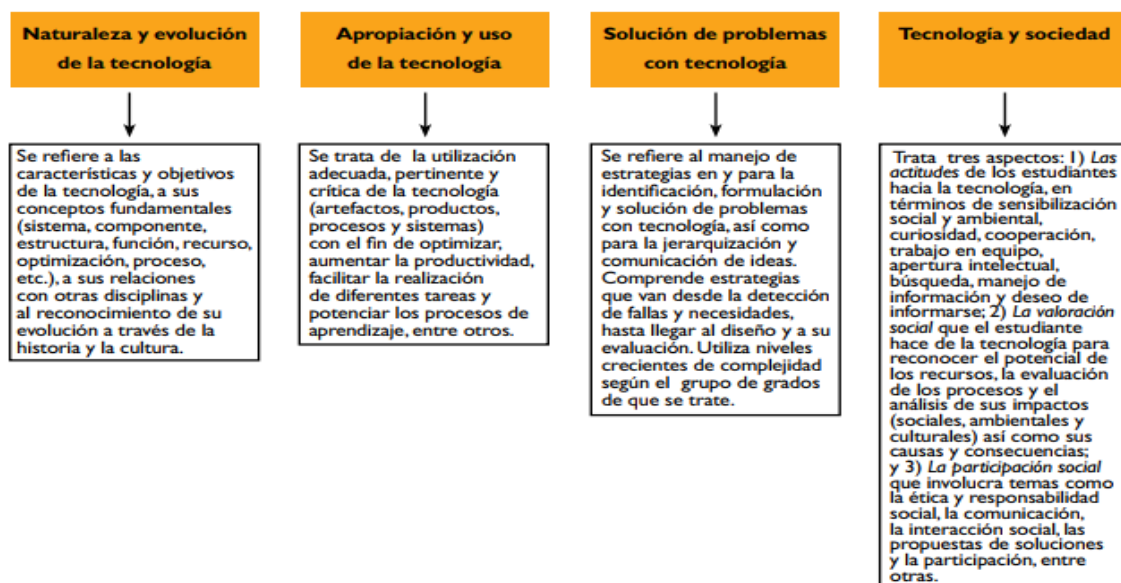 Naturaleza y evolución
de la tecnología
Se refiere a las
características y objetivos
de la tecnología, a sus
conceptos fundamentales
(sistema, componente,
estructura, función, recurso,
optimización, proceso,
etc.), a sus relaciones
con otras disciplinas y
al reconocimiento de su
evolución a través de la
historia y la cultura.
Apropiación y uso
de la tecnología
Se trata de la utilización
adecuada, pertinente y
crítica de la tecnología
(artefactos, productos,
procesos y sistemas)
con el fin de optimizar,
aumentar la productividad,
facilitar la realización
de diferentes tareas y
potenciar los procesos de
aprendizaje, entre otros.
Solución de problemas
con tecnología
Se refiere al manejo de
estrategias en y para la
identificación, formulación
y solución de problemas
con tecnología, así como
para la jerarquización y
comunicación de ideas.
Comprende estrategias
que van desde la detección
de fallas y necesidades,
hasta llegar al diseño y a su
evaluación. Utiliza niveles
crecientes de complejidad
según el grupo de grados
de que se trate.
Tecnología y sociedad
Trata tres aspectos: 1) Las
actitudes de los estudiantes
hacia la tecnología, en
términos de sensibilización
social y ambiental,
curiosidad, cooperación,
trabajo en equipo,
apertura intelectual,
búsqueda, manejo de
información y deseo de
informarse; 2) La valoración
social que el estudiante
hace de la tecnología para
reconocer el potencial de
los recursos, la evaluación
de los procesos y el
análisis de sus impactos
(sociales, ambientales y
culturales) así como sus
causas y consecuencias;
y 3) La participación social
que involucra temas como
la ética y responsabilidad
social, la comunicación,
la interacción social, las
propuestas de soluciones
y la participación, entre
otras.